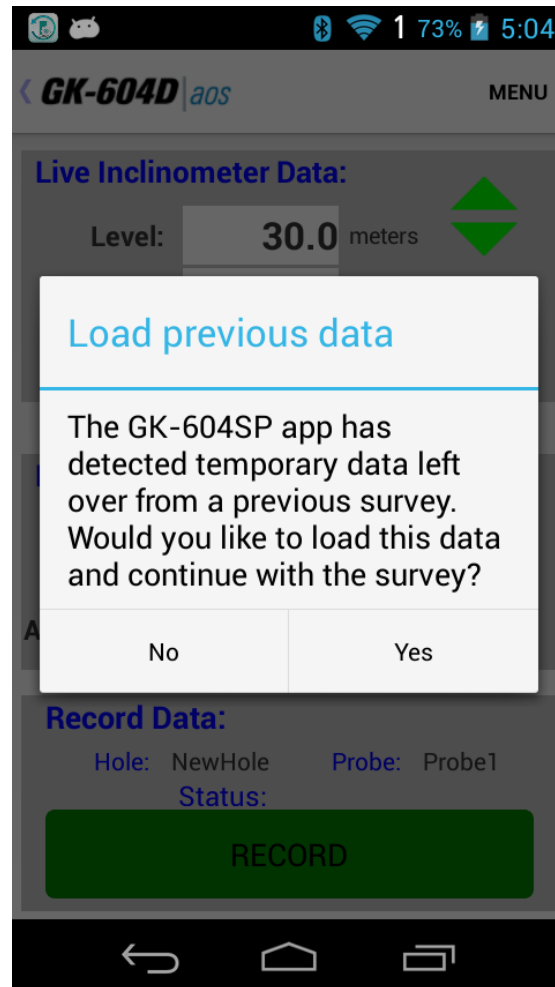 1 73% 5:04
GK-604D aos MENU
Live Inclinometer Data:
Level: 30.0 meters
Load previous data
The GK-604SP app has
detected temporary data left
over from a previous survey.
Would you like to load this data
and continue with the survey?
No Yes
Record Data:
Hole: NewHole Probe: Probe1
Status:
RECORD